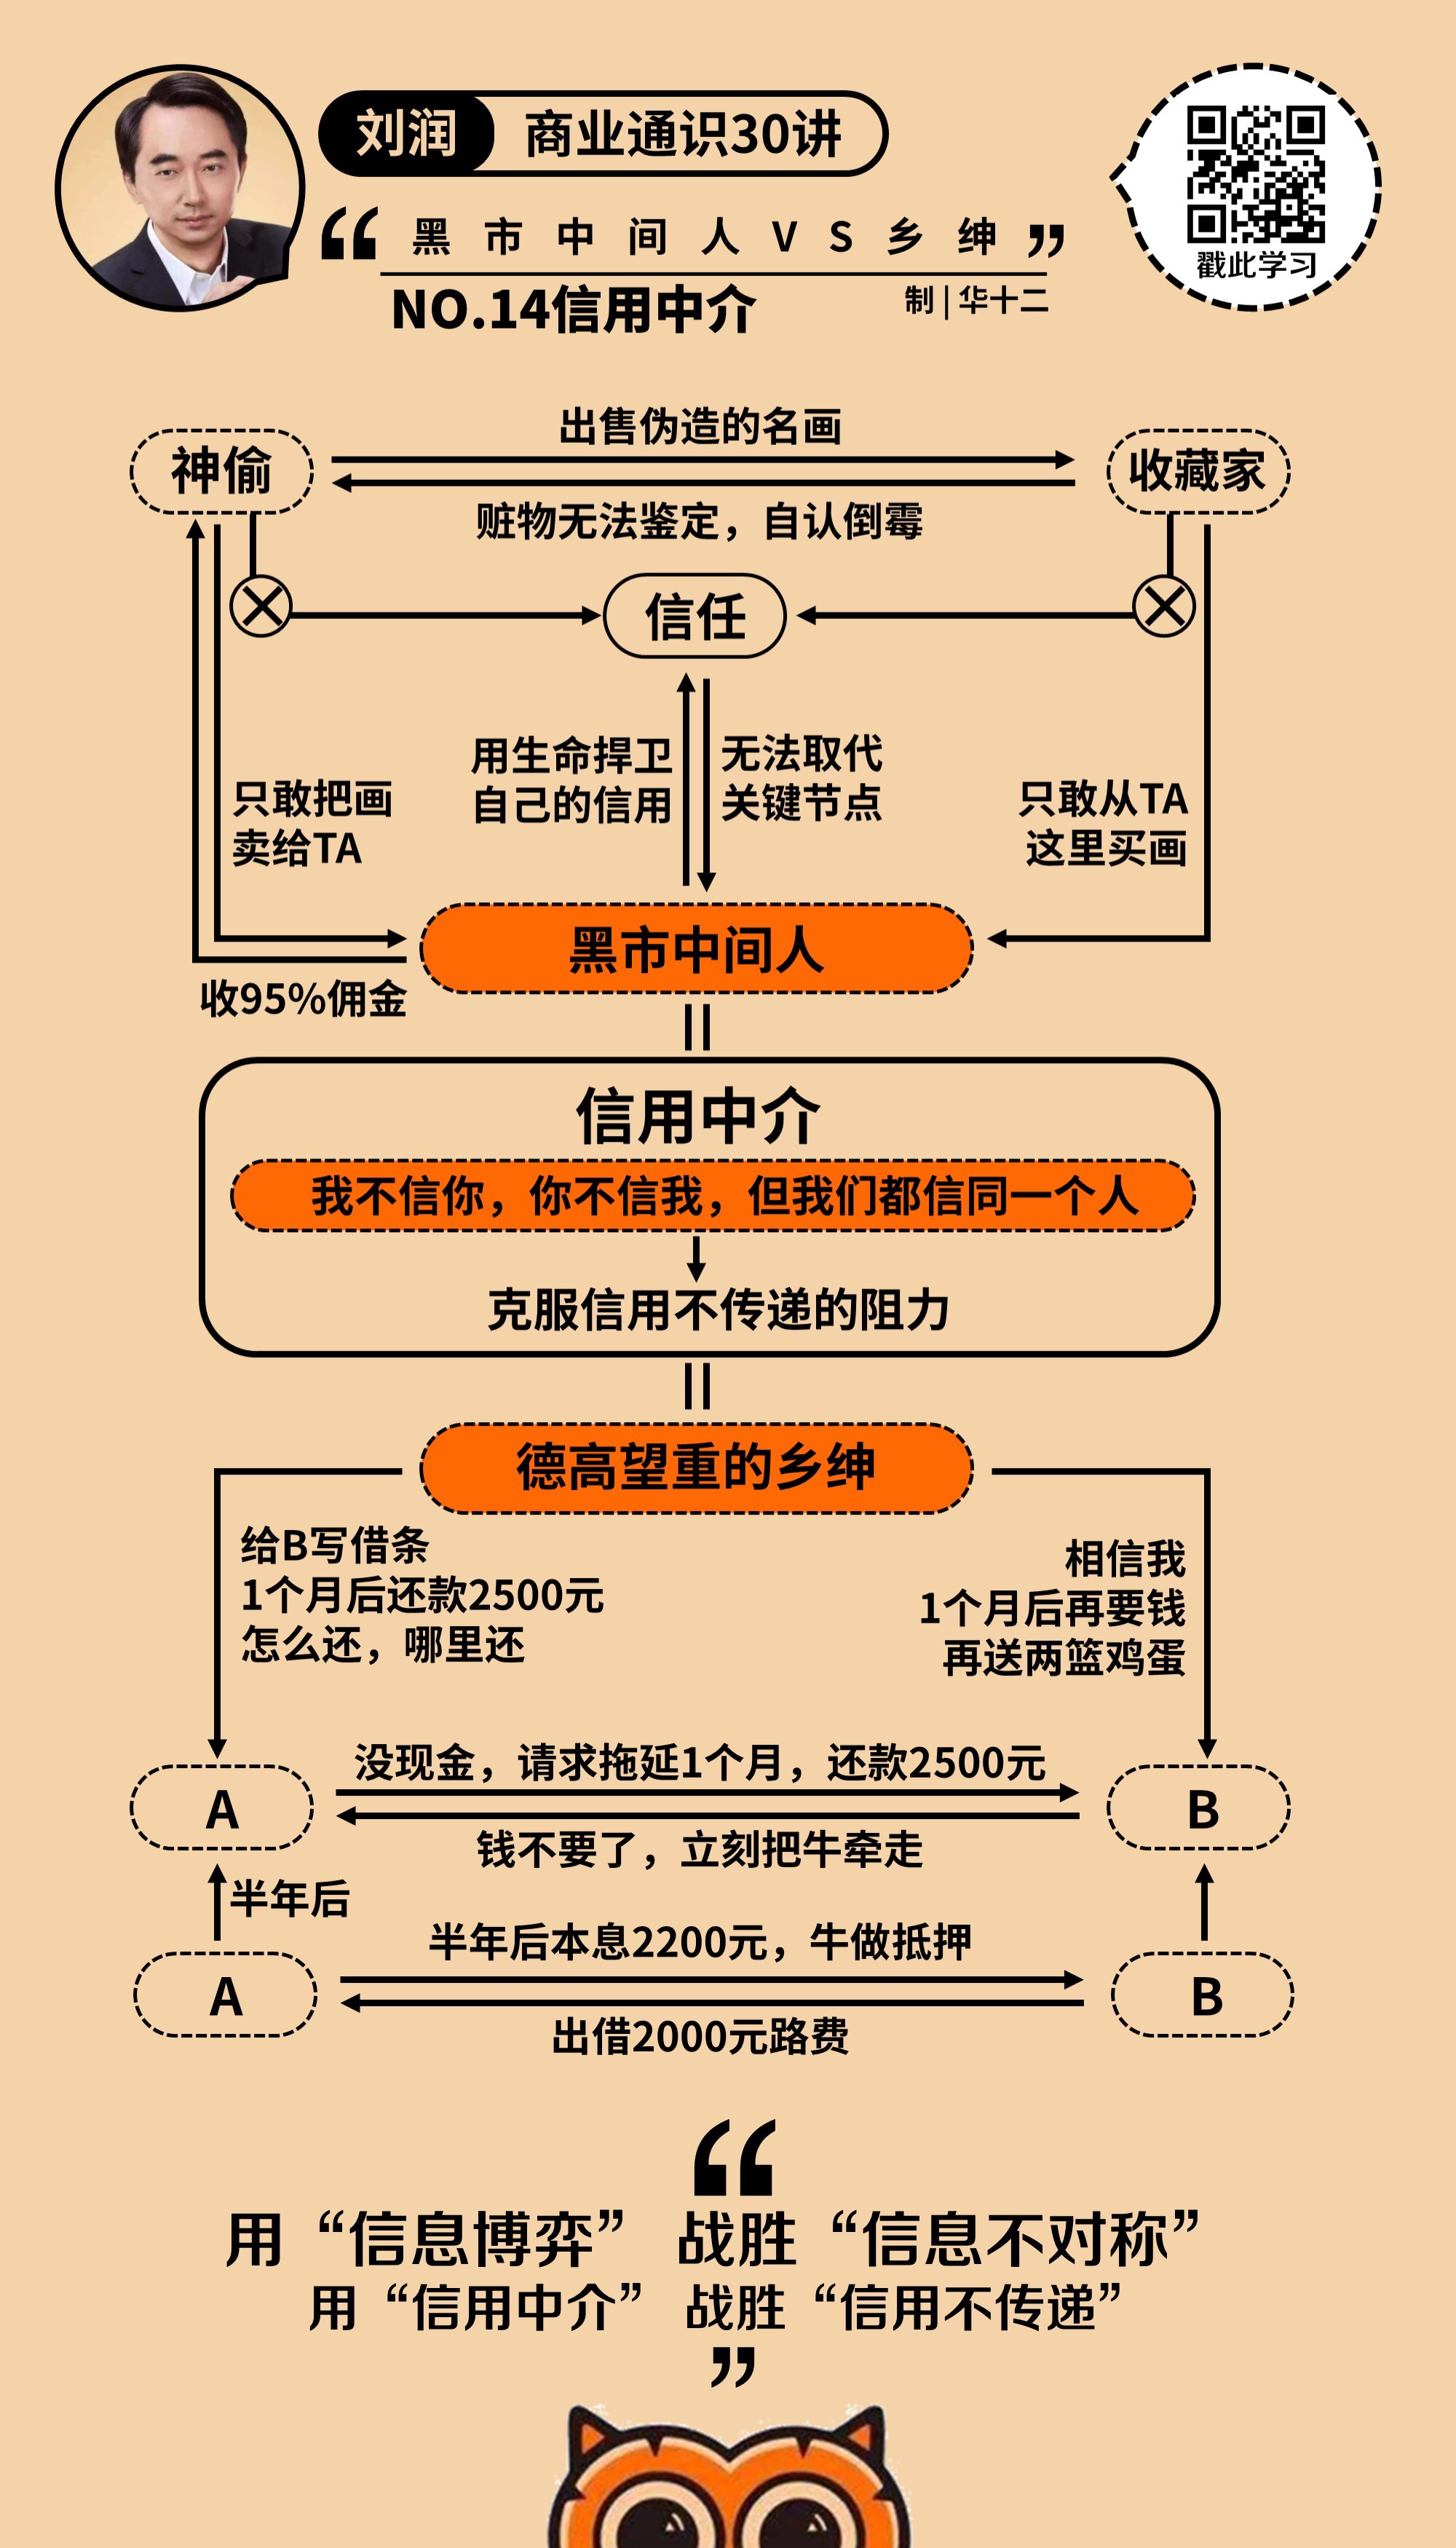 刘润 商业通识30讲
“黑市中间人VS乡绅”
NO.14信用中介
制|华十二
戳此学习
出售伪造的名画
神偷
收藏家
赃物无法鉴定，自认倒霉
信任
用生命捍卫
自己的信用
无法取代
关键节点
只敢把画
卖给TA
只敢从TA
这里买画
黑市中间人
收95%佣金
信用中介
我不信你，你不信我，但我们都信同一个人
克服信用不传递的阻力
德高望重的乡绅
给B写借条
1个月后还款2500元
怎么还，哪里还
相信我
1个月后再要钱
再送两篮鸡蛋
没现金，请求拖延1个月，还款2500元
A
B
钱不要了，立刻把牛牵走
半年后
半年后本息2200元，牛做抵押
A
B
出借2000元路费
“
用“信息博弈” 战胜“信息不对称”
用“信用中介” 战胜“信用不传递”
”